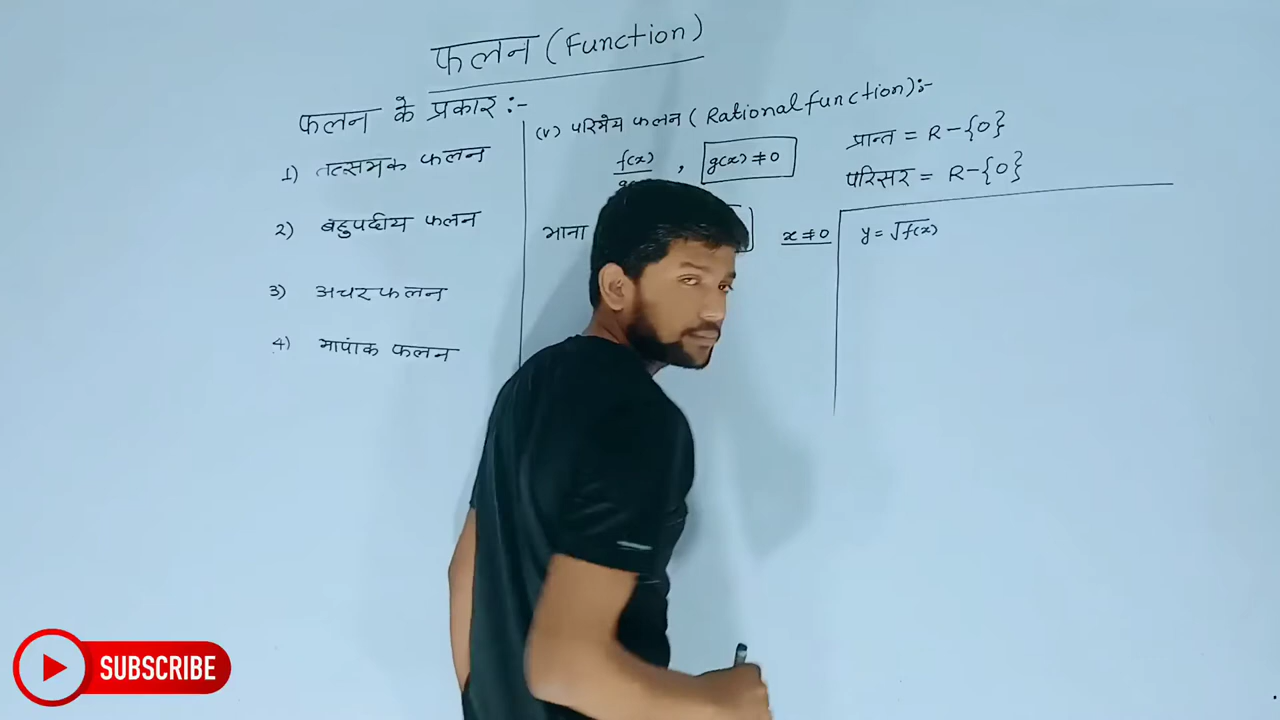 फलन (Function)
फलन के प्रकार :-
1) तत्समक फलन
2) बहुपदीय फलन
3) अचर फलन
4) मापांक फलन
(v) परिमेय फलन ( Rational function) :-
f(x)
, g(x) ≠ 0
माना
x ≠ 0
प्रान्त = R - {0}
परिसर = R - {0}
y = √f(x)
SUBSCRIBE